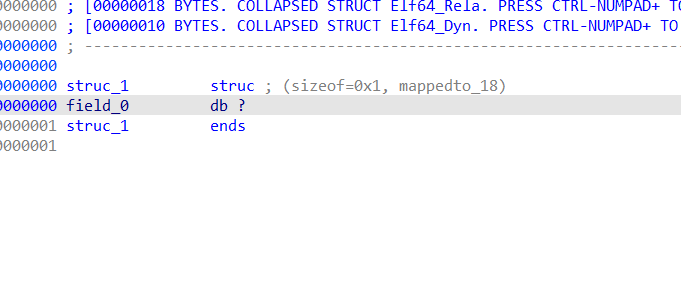 0000000 ; [00000018 BYTES. COLLAPSED STRUCT Elf64_Rela. PRESS CTRL-NUMPAD+ TO
0000000 ; [00000010 BYTES. COLLAPSED STRUCT Elf64_Dyn. PRESS CTRL-NUMPAD+ TO
0000000 ; ---------------------------------------------------------------------
0000000
0000000 struc_1 struc ; (sizeof=0x1, mappedto_18)
0000000 field_0 db ?
0000001 struc_1 ends
0000001